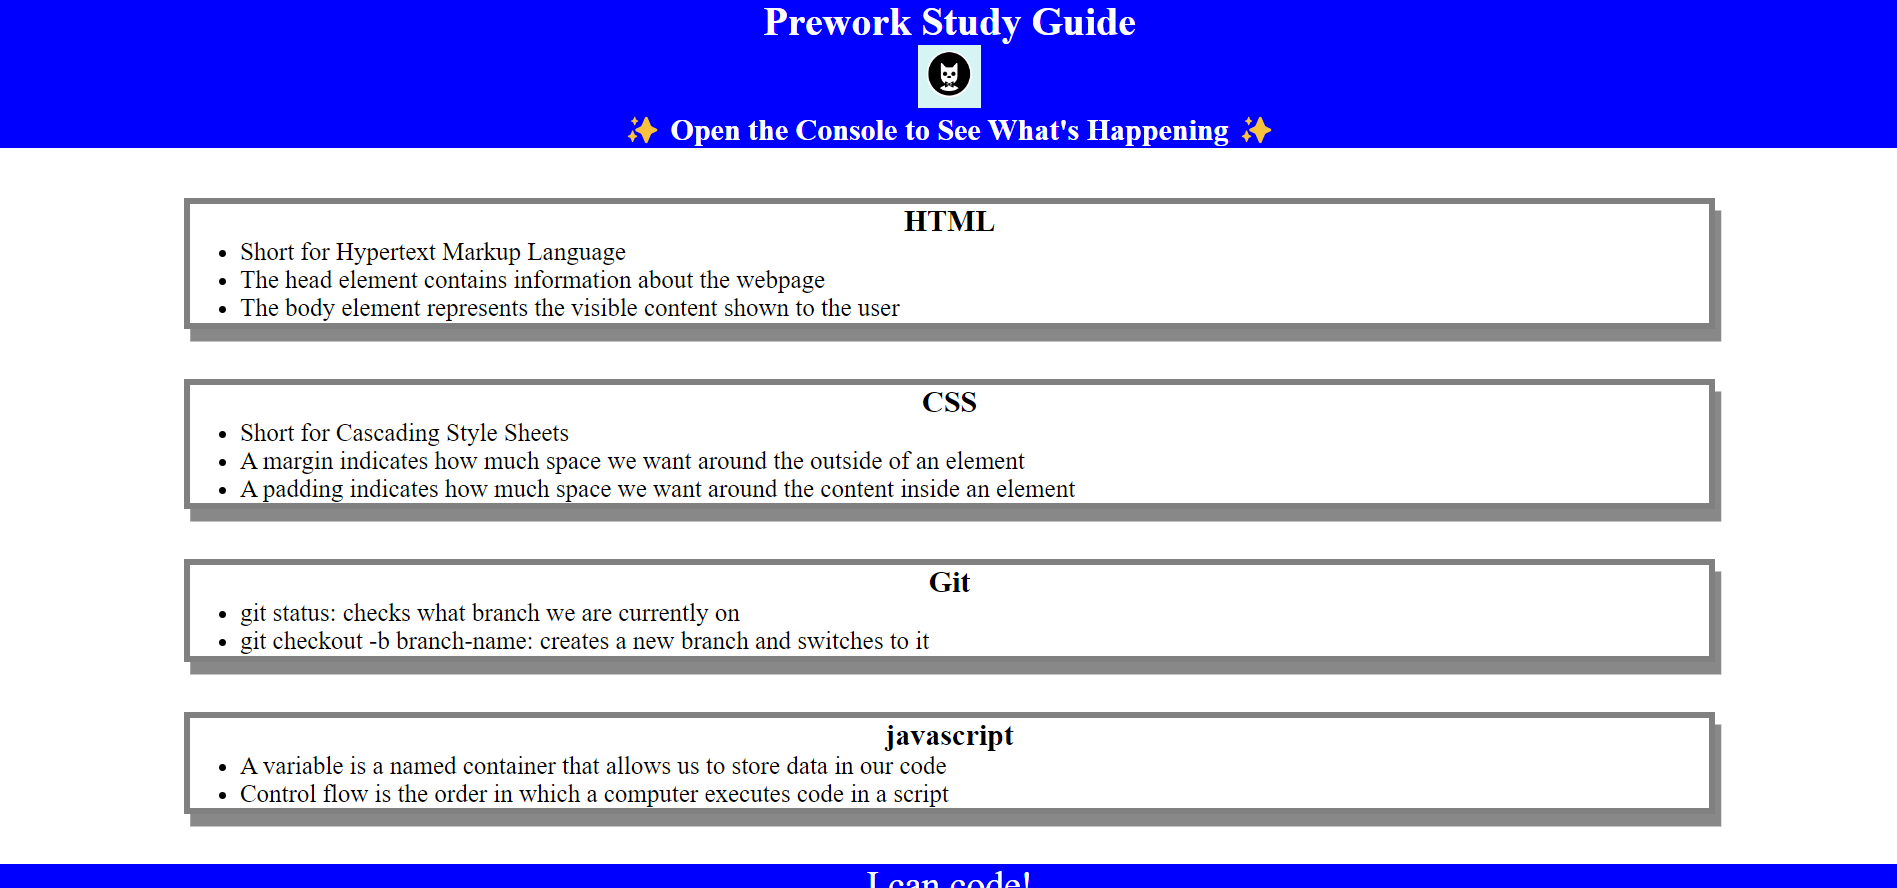 Prework Study Guide
✨ Open the Console to See What's Happening ✨
HTML
• Short for Hypertext Markup Language
• The head element contains information about the webpage
• The body element represents the visible content shown to the user
CSS
• Short for Cascading Style Sheets
• A margin indicates how much space we want around the outside of an element
• A padding indicates how much space we want around the content inside an element
Git
• git status: checks what branch we are currently on
• git checkout -b branch-name: creates a new branch and switches to it
javascript
• A variable is a named container that allows us to store data in our code
• Control flow is the order in which a computer executes code in a script
I can code!